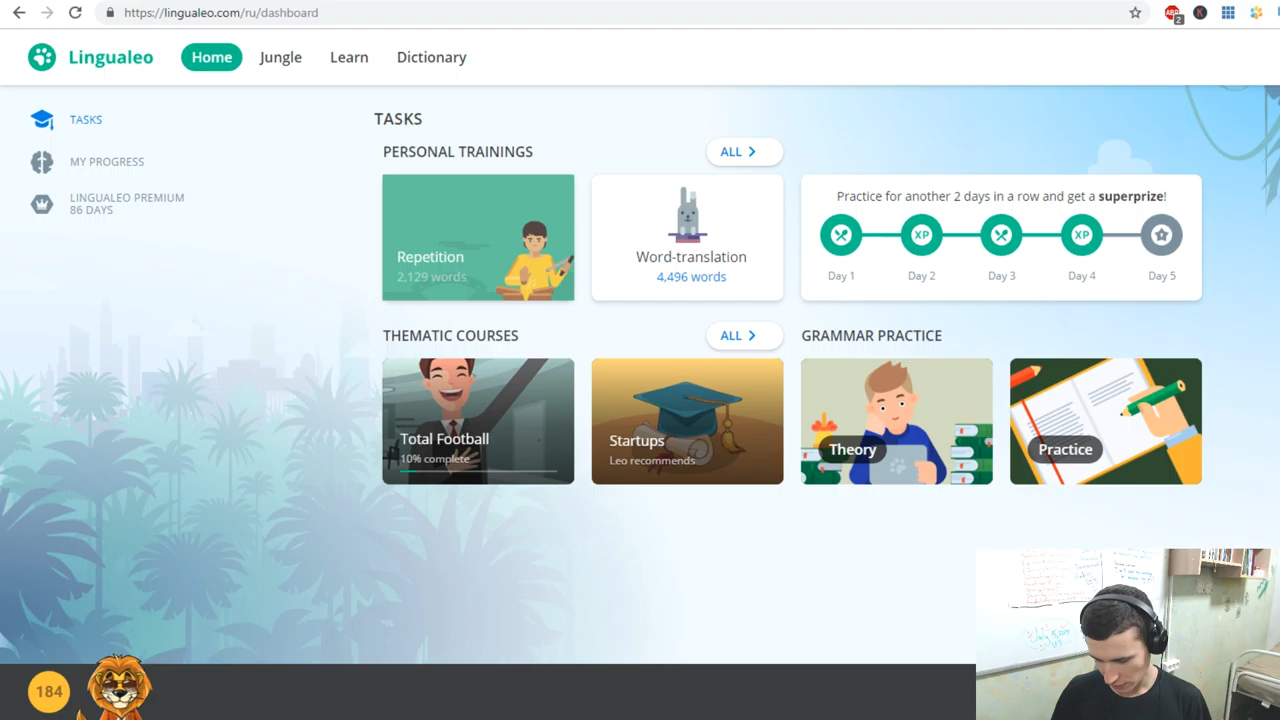 https://lingualeo.com/ru/dashboard
ABP
2
K
Lingualeo
Home
Jungle
Learn
Dictionary
TASKS
MY PROGRESS
LINGUALEO PREMIUM
86 DAYS
TASKS
PERSONAL TRAININGS
ALL
Repetition
2,129 words
Word-translation
4,496 words
Practice for another 2 days in a row and get a superprize!
XP
XP
Day 1
Day 2
Day 3
Day 4
Day 5
THEMATIC COURSES
ALL
GRAMMAR PRACTICE
Total Football
10% complete
Startups
Leo recommends
Theory
Practice
184